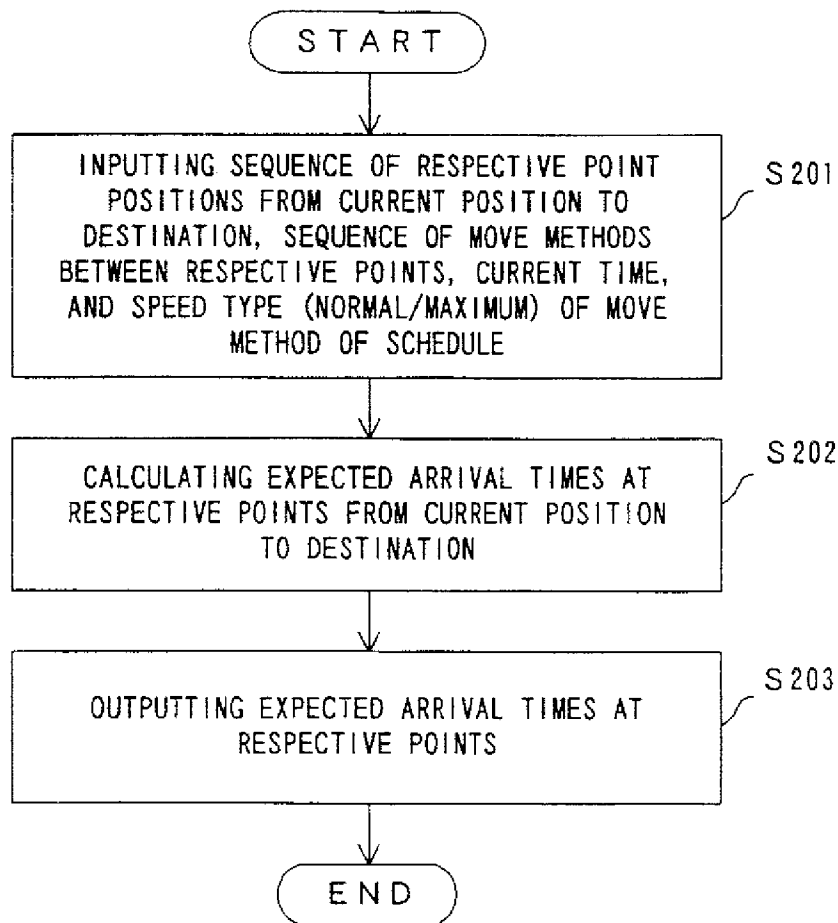 START
INPUTTING SEQUENCE OF RESPECTIVE POINT
POSITIONS FROM CURRENT POSITION TO
DESTINATION, SEQUENCE OF MOVE METHODS
BETWEEN RESPECTIVE POINTS, CURRENT TIME,
AND SPEED TYPE (NORMAL/MAXIMUM) OF MOVE
METHOD OF SCHEDULE
S201
CALCULATING EXPECTED ARRIVAL TIMES AT
RESPECTIVE POINTS FROM CURRENT POSITION
TO DESTINATION
S202
OUTPUTTING EXPECTED ARRIVAL TIMES AT
RESPECTIVE POINTS
S203
END